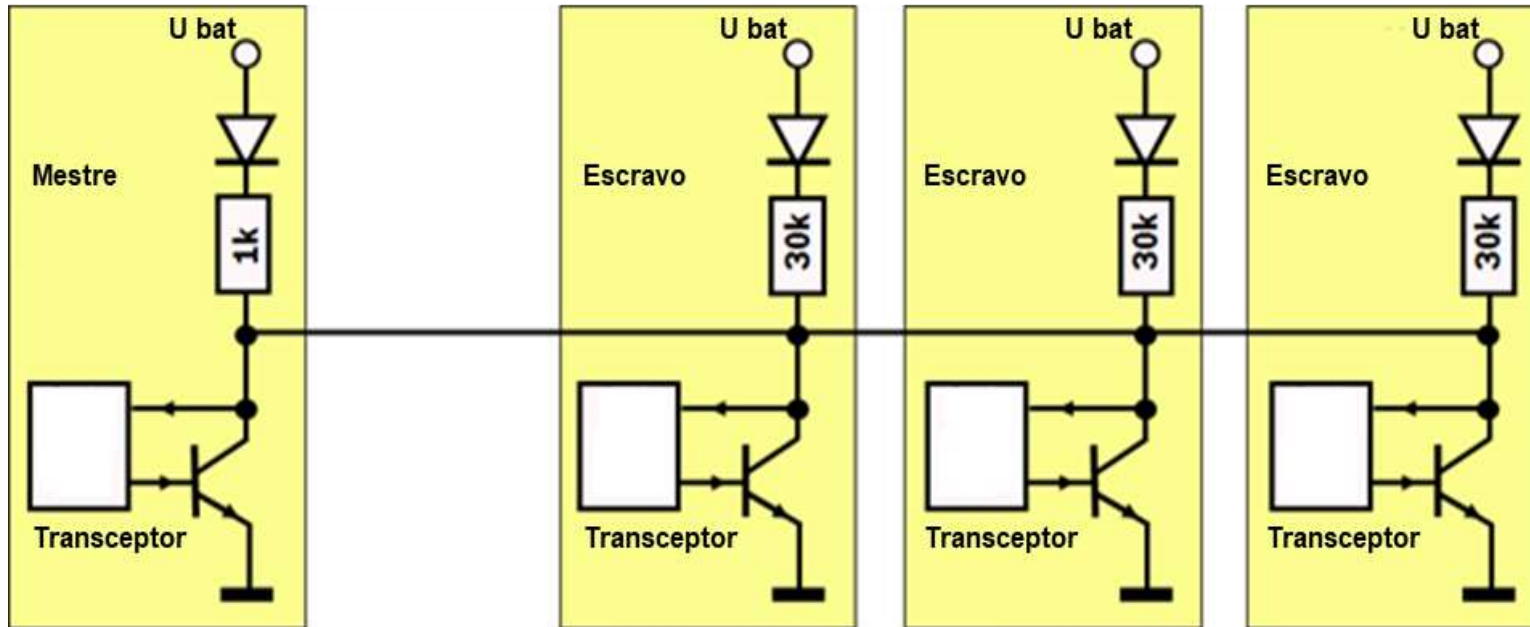 U bat
U bat
U bat
U bat
Mestre
Escravo
Escravo
Escravo
1k
30k
30k
30k
Transceptor
Transceptor
Transceptor
Transceptor